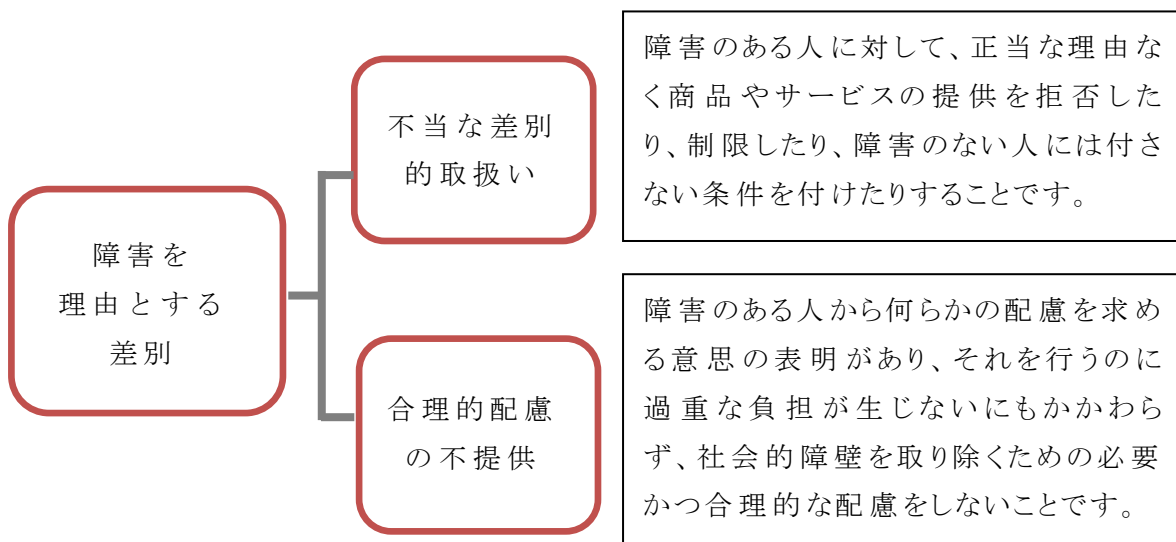 障害を
理由とする
差別
不当な差別
的取扱い
障害のある人に対して、正当な理由な
く商品やサービスの提供を拒否した
り、制限したり、障害のない人には付さ
ない条件を付けたりすることです。
合理的配慮
の不提供
障害のある人から何らかの配慮を求め
る意思の表明があり、それを行うのに
過重な負担が生じないにもかかわら
ず、社会的障壁を取り除くための必要
かつ合理的な配慮をしないことです。